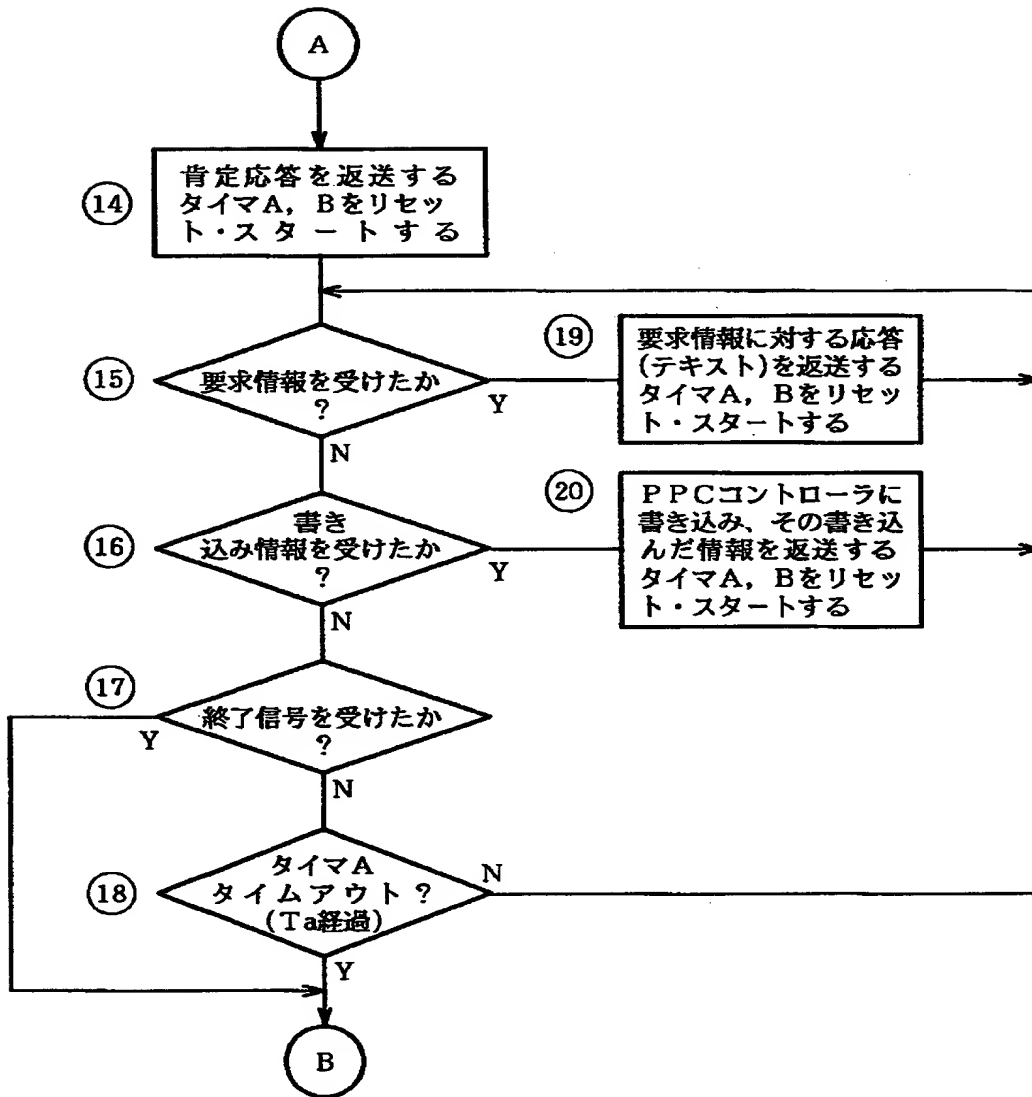 A
⑭
肯定応答を返送する
タイマA，Bをリセッ
ト・スタートする
⑮
要求情報を受けたか
?
Y
N
⑲
要求情報に対する応答
(テキスト)を返送する
タイマA，Bをリセッ
ト・スタートする
⑯
書き
込み情報を受けたか
?
Y
N
⑳
PPCコントローラに
書き込み、その書き込
んだ情報を返送する
タイマA，Bをリセッ
ト・スタートする
⑰
終了信号を受けたか
?
Y
N
⑱
タイマA
タイムアウト?
(Ta経過)
N
Y
B